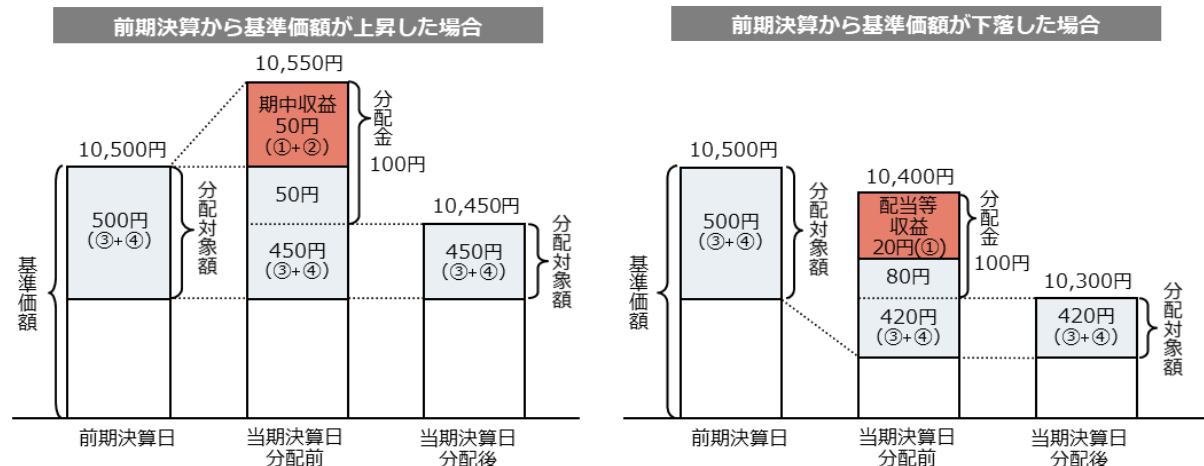 前期決算から基準価額が上昇した場合
10,550円
期中収益
50円
(①+②)
分配金
100円
10,500円
500円
(③+④)
分配対象額
50円
450円
(③+④)
10,450円
450円
(③+④)
分配対象額
基準価額
前期決算日
当期決算日
分配前
当期決算日
分配後
前期決算から基準価額が下落した場合
10,500円
500円
(③+④)
分配対象額
10,400円
配当等
収益
20円(①)
分配金
100円
80円
420円
(③+④)
10,300円
420円
(③+④)
分配対象額
基準価額
前期決算日
当期決算日
分配前
当期決算日
分配後